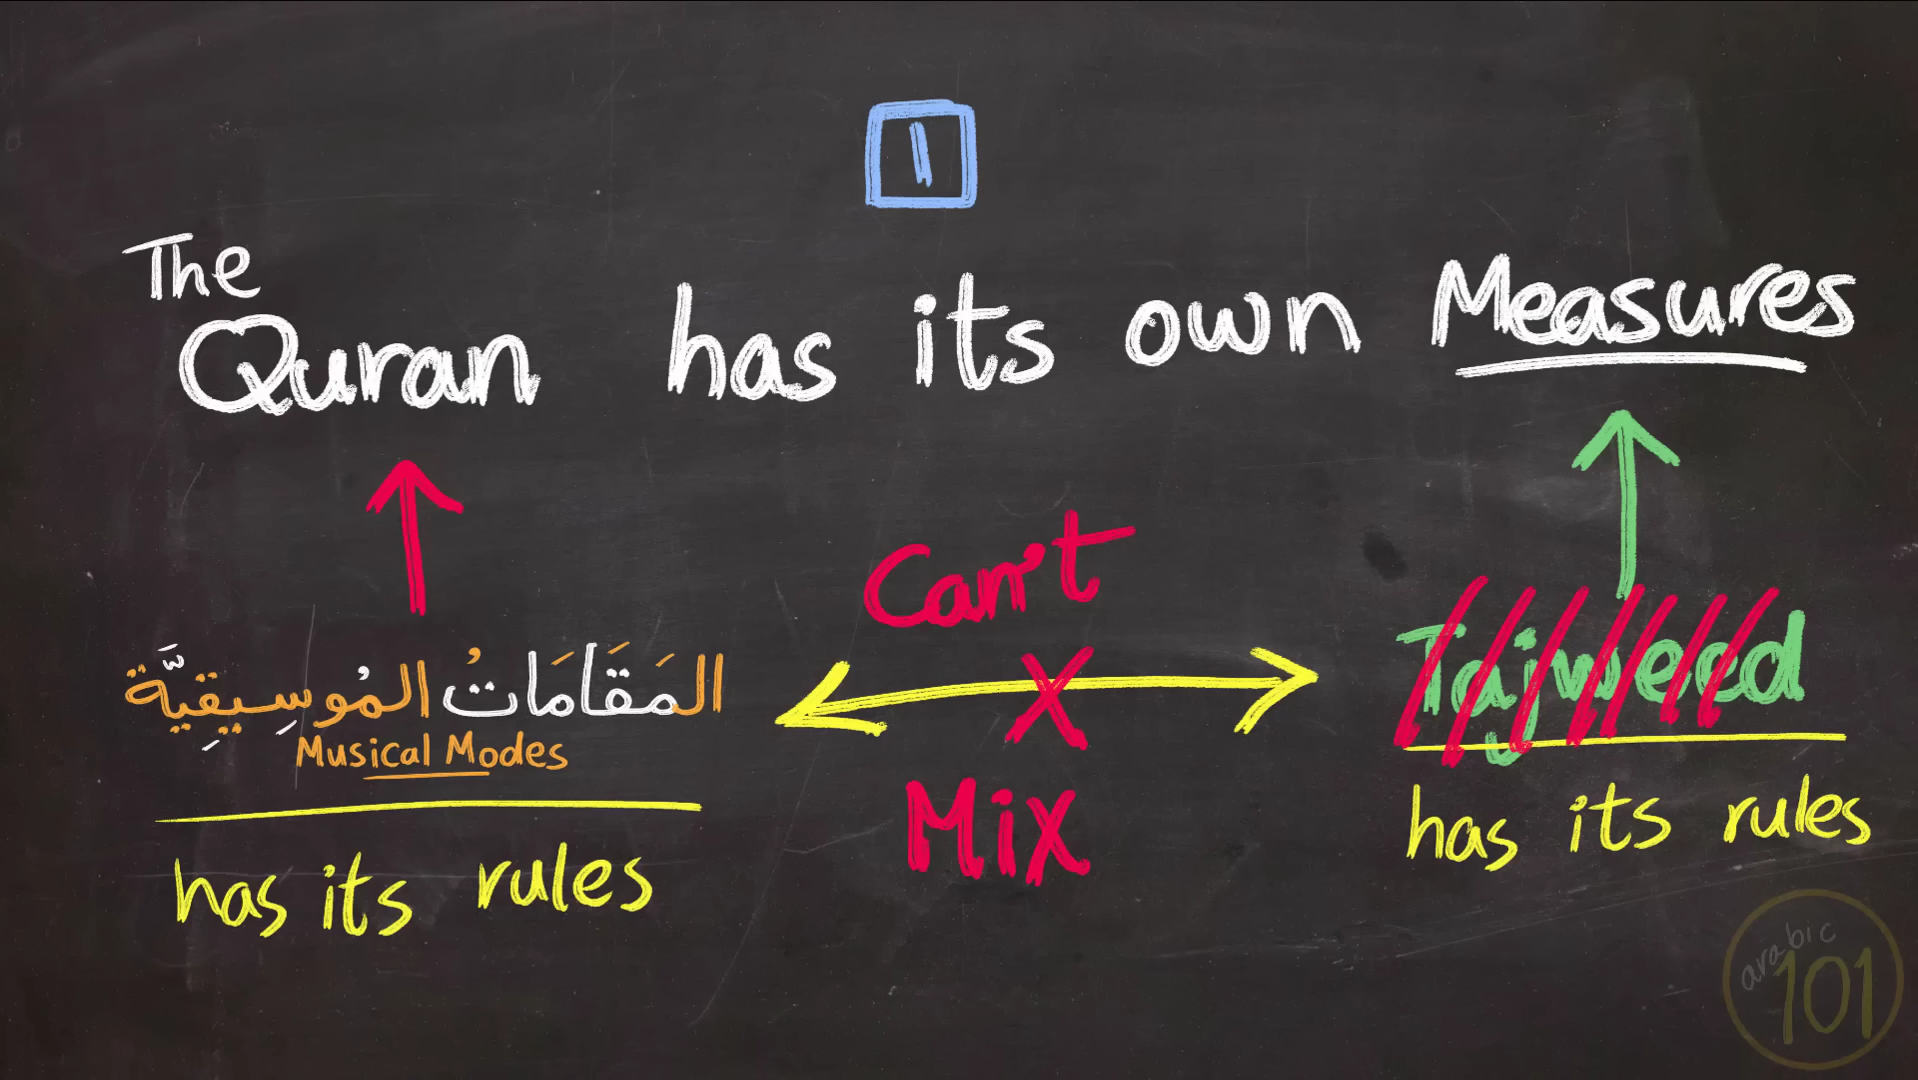 ١
The
Quran has its own Measures
Can't
المَقَامَاتُ المُوسِيقِيَّة
Musical Modes
X
Tajweed
Mix
has its rules
has its rules
arabic
101